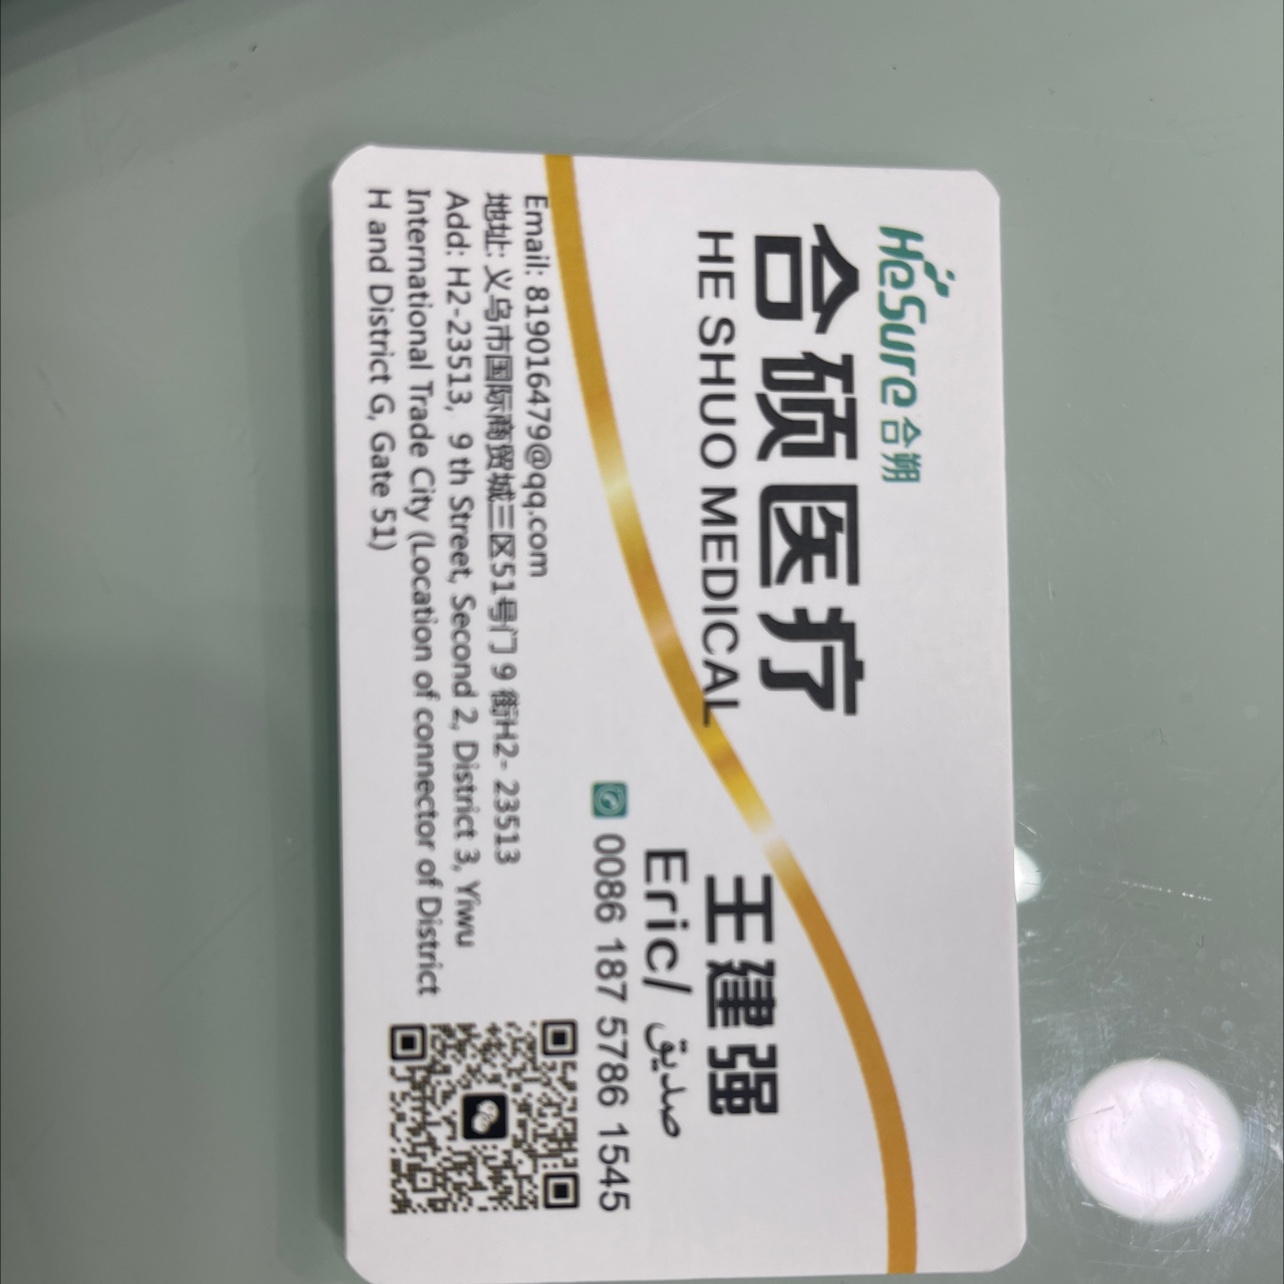 HeSure 合朔
合硕医疗
HE SHUO MEDICAL
王建强
Eric/ صديق
0086 187 5786 1545
Email: 819016479@qq.com
地址: 义乌市国际商贸城三区51号门 9 街H2- 23513
Add: H2-23513, 9 th Street, Second 2, District 3, Yiwu
International Trade City (Location of connector of District
H and District G, Gate 51)